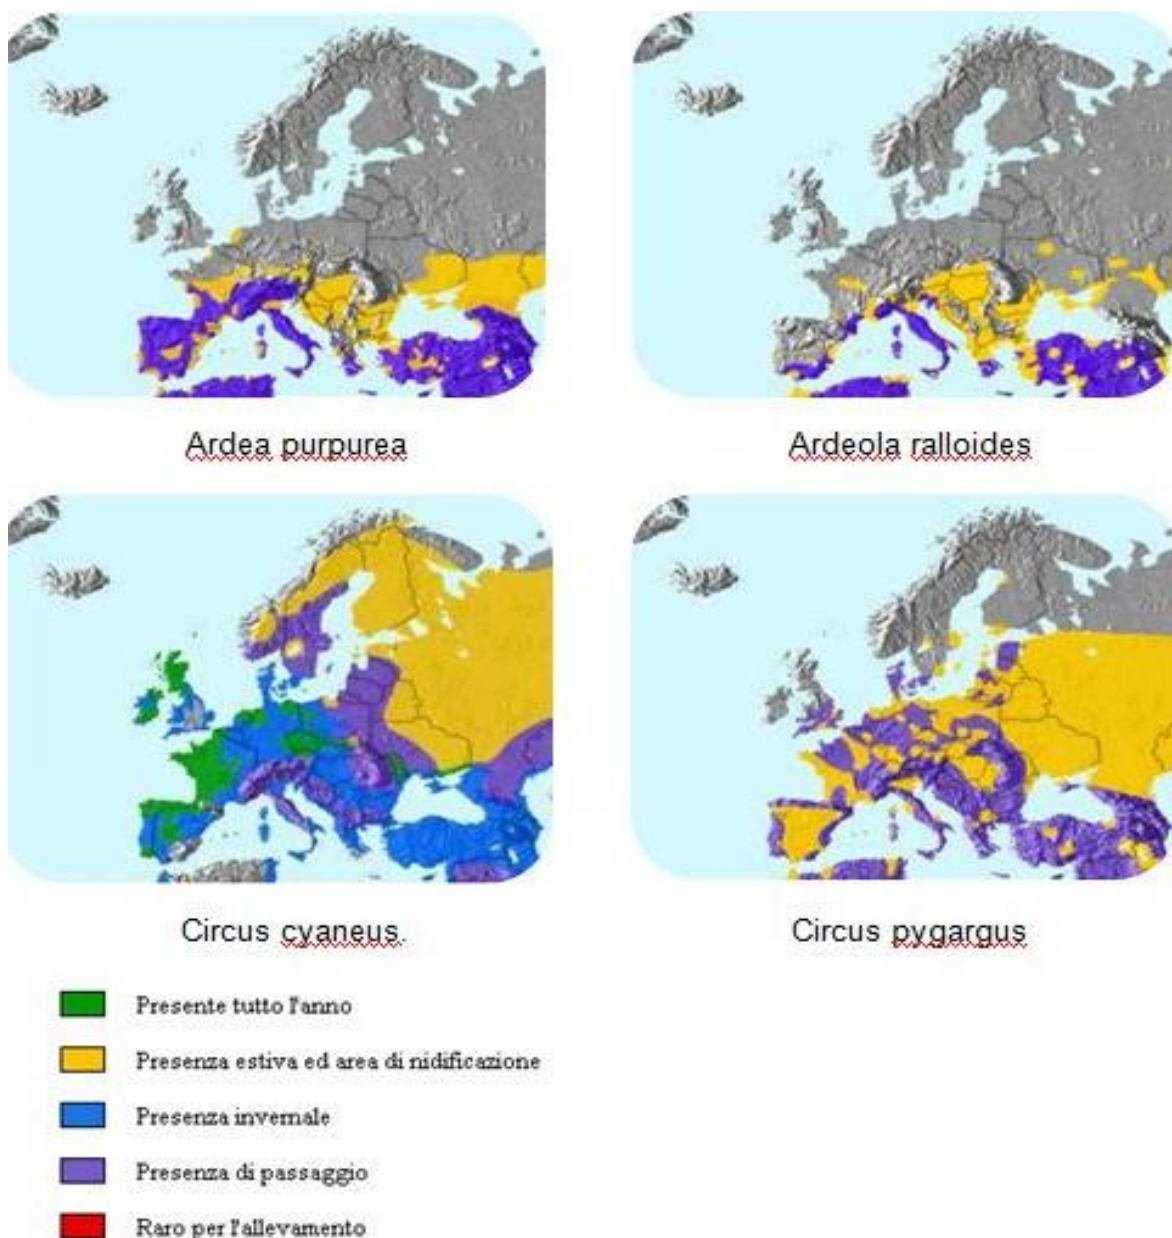 Ardea purpurea
Ardeola ralloides
Circus cyaneus.
Circus pygargus
Presente tutto l'anno
Presenza estiva ed area di nidificazione
Presenza invernale
Presenza di passaggio
Raro per l'allevamento